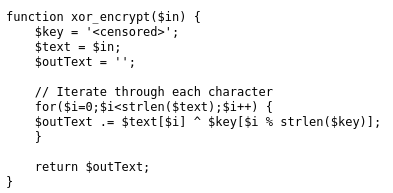 function xor_encrypt($in) {
    $key = '<censored>';
    $text = $in;
    $outText = '';

    // Iterate through each character
    for($i=0;$i<strlen($text);$i++) {
    $outText .= $text[$i] ^ $key[$i % strlen($key)];
    }

    return $outText;
}